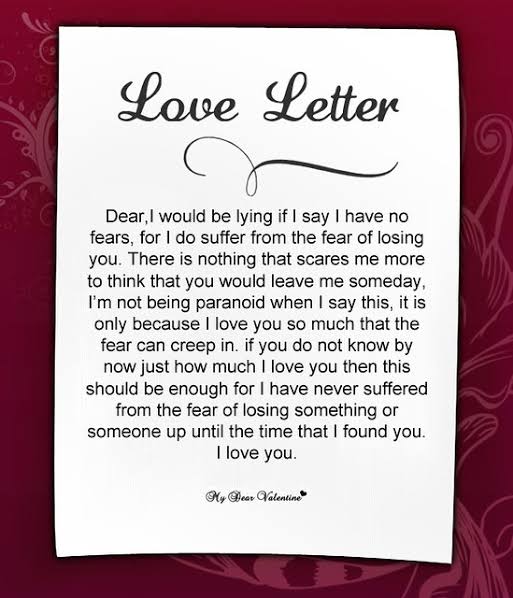 Love Letter
Dear,I would be lying if I say I have no
fears, for I do suffer from the fear of losing
you. There is nothing that scares me more
to think that you would leave me someday,
I'm not being paranoid when I say this, it is
only because I love you so much that the
fear can creep in. if you do not know by
now just how much I love you then this
should be enough for I have never suffered
from the fear of losing something or
someone up until the time that I found you.
I love you.
My Dear Valentine